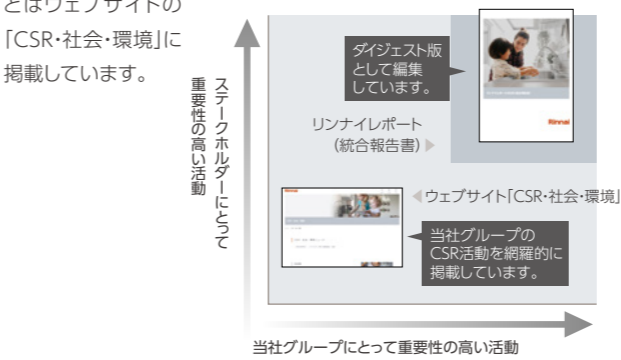 とはウェブサイトの
「CSR・社会・環境」に
掲載しています。
ステークホルダーにとって
重要性の高い活動
ダイジェスト版
として編集
しています。
リンナイレポート
(統合報告書)▶
Rinnai
◀ウェブサイト「CSR・社会・環境」
当社グループの
CSR活動を網羅的に
掲載しています。
当社グループにとって重要性の高い活動